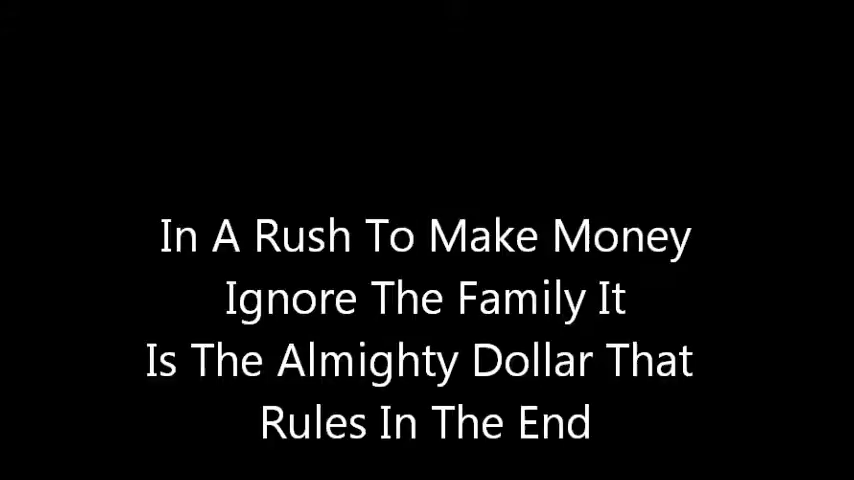 In A Rush To Make Money
Ignore The Family It
Is The Almighty Dollar That
Rules In The End